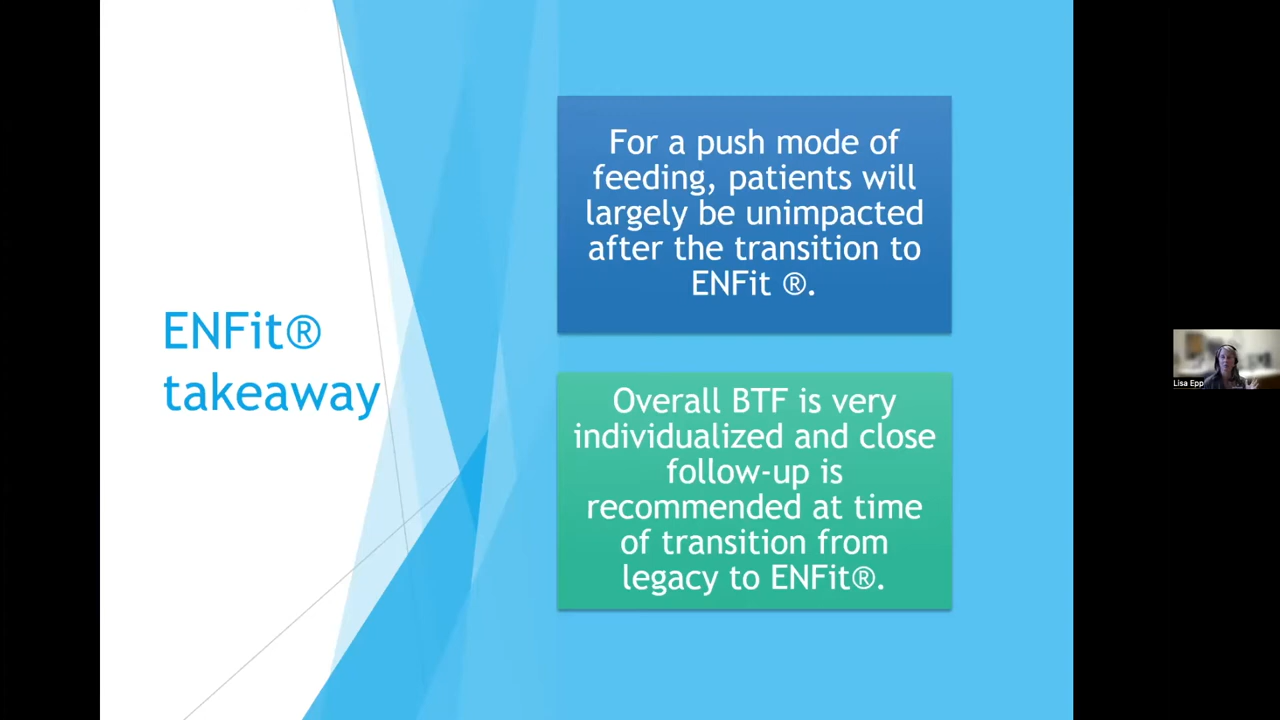 ENFit®
takeaway
For a push mode of
feeding, patients will
largely be unimpacted
after the transition to
ENFit ®.
Overall BTF is very
individualized and close
follow-up is
recommended at time
of transition from
legacy to ENFit®.
Lisa Epp